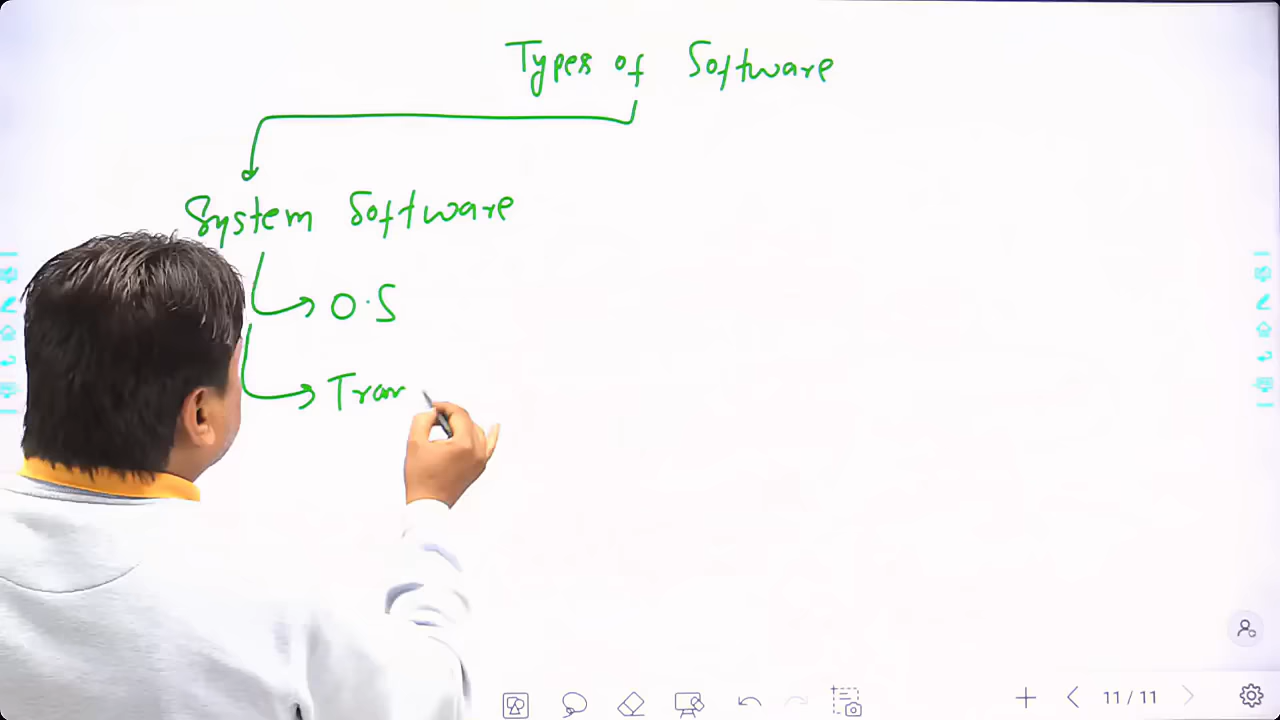 Types of Software
System Software
O.S
Tran
11 / 11